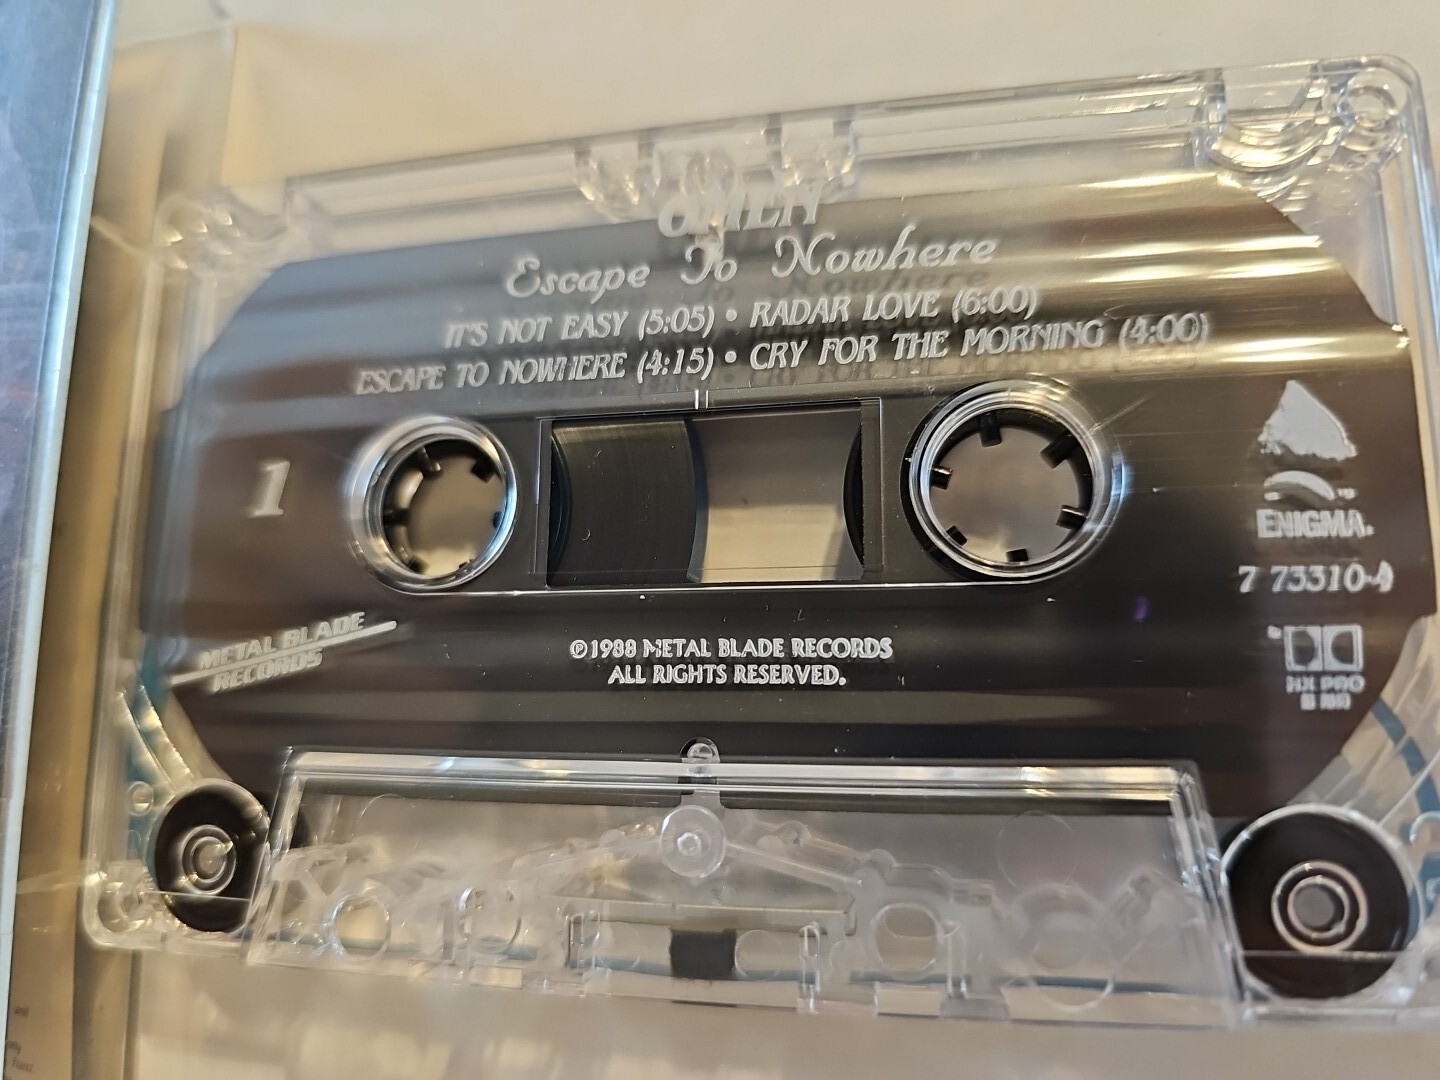 OMEN
Escape To Nowhere
IT'S NOT EASY (5:05) • RADAR LOVE (6:00)
ESCAPE TO NOWHERE (4:15) • CRY FOR THE MORNING (4:00)
1
ENIGMA
7 73310-4
METAL BLADE
RECORDS
℗1988 METAL BLADE RECORDS
ALL RIGHTS RESERVED.
HX PRO
B NR